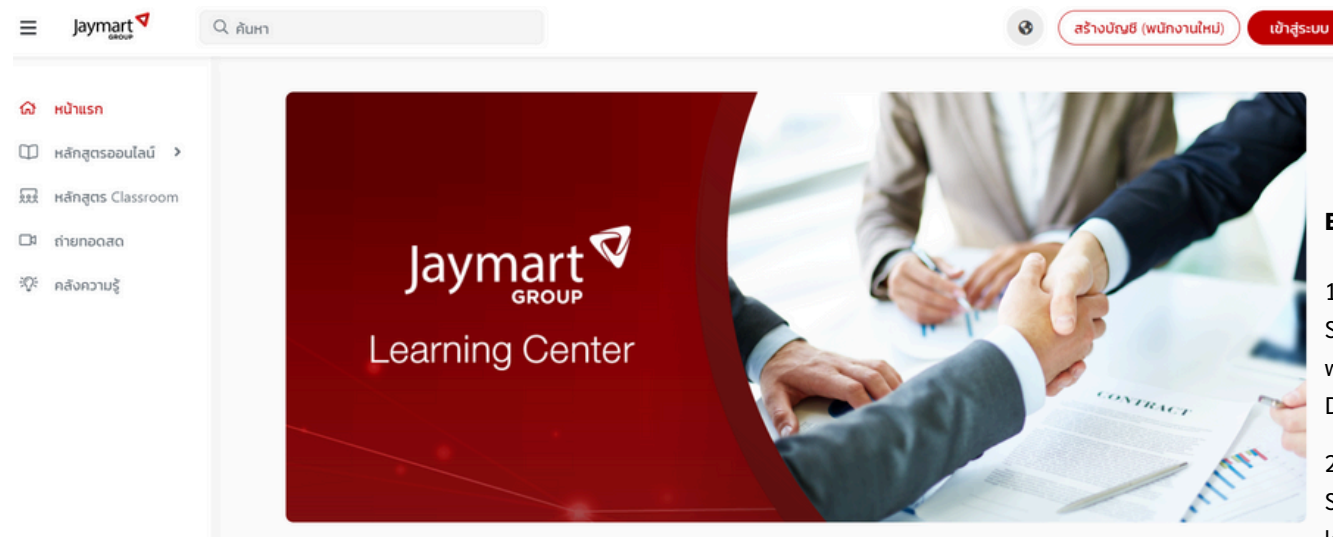 Jaymart
GROUP
ค้นหา
สร้างบัญชี (พนักงานใหม่)
เข้าสู่ระบบ
หน้าแรก
หลักสูตรออนไลน์
หลักสูตร Classroom
ถ่ายทอดสด
คลังความรู้
Jaymart
GROUP
Learning Center
CONTRACT